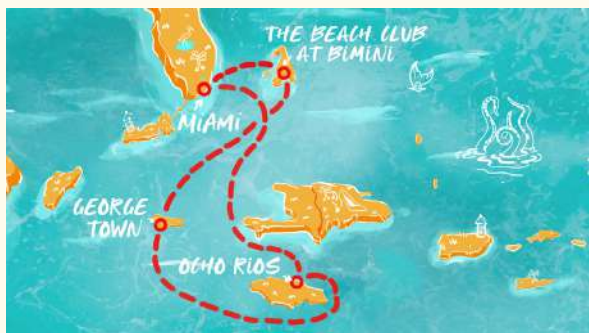 THE BEACH CLUB
AT BIMINI
MIAMI
GEORGE
TOWN
OCHO RIOS